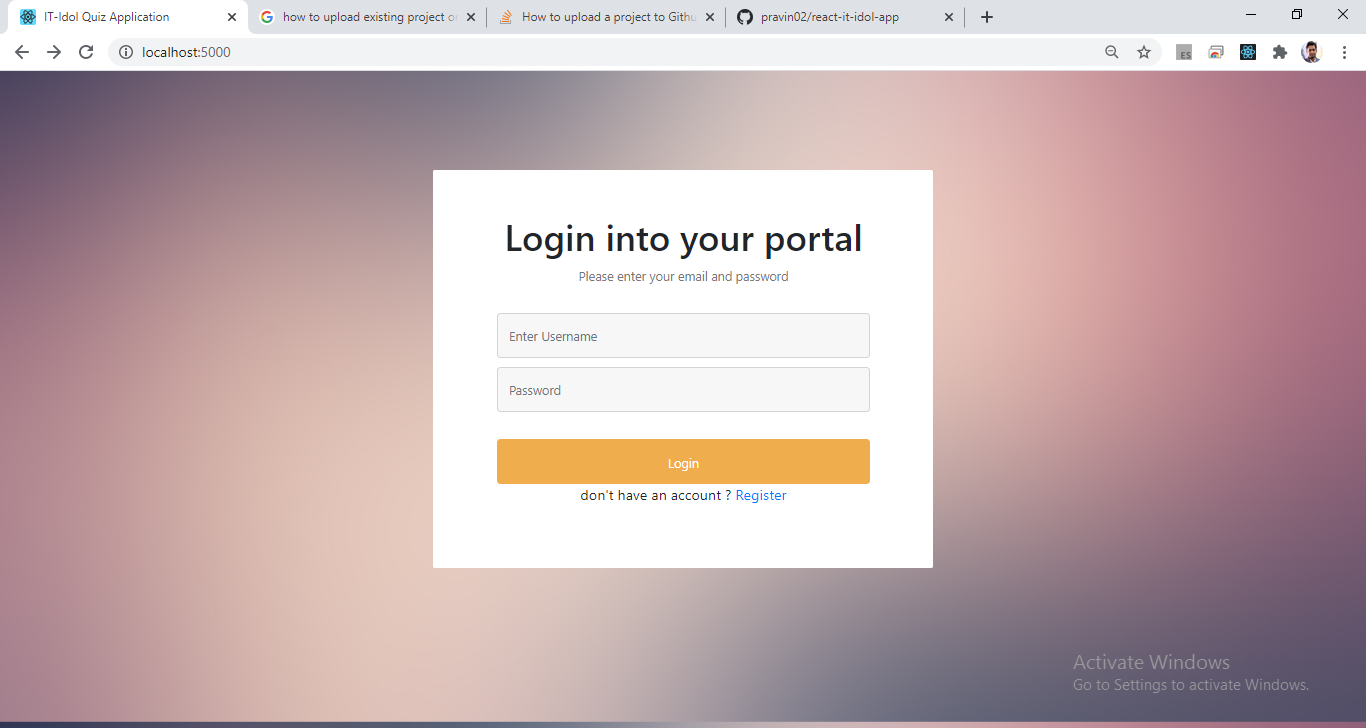 IT-Idol Quiz Application
how to upload existing project o
How to upload a project to Githu
pravin02/react-it-idol-app
localhost:5000
ES
Login into your portal
Please enter your email and password
Enter Username
Password
Login
don't have an account ? Register
Activate Windows
Go to Settings to activate Windows.